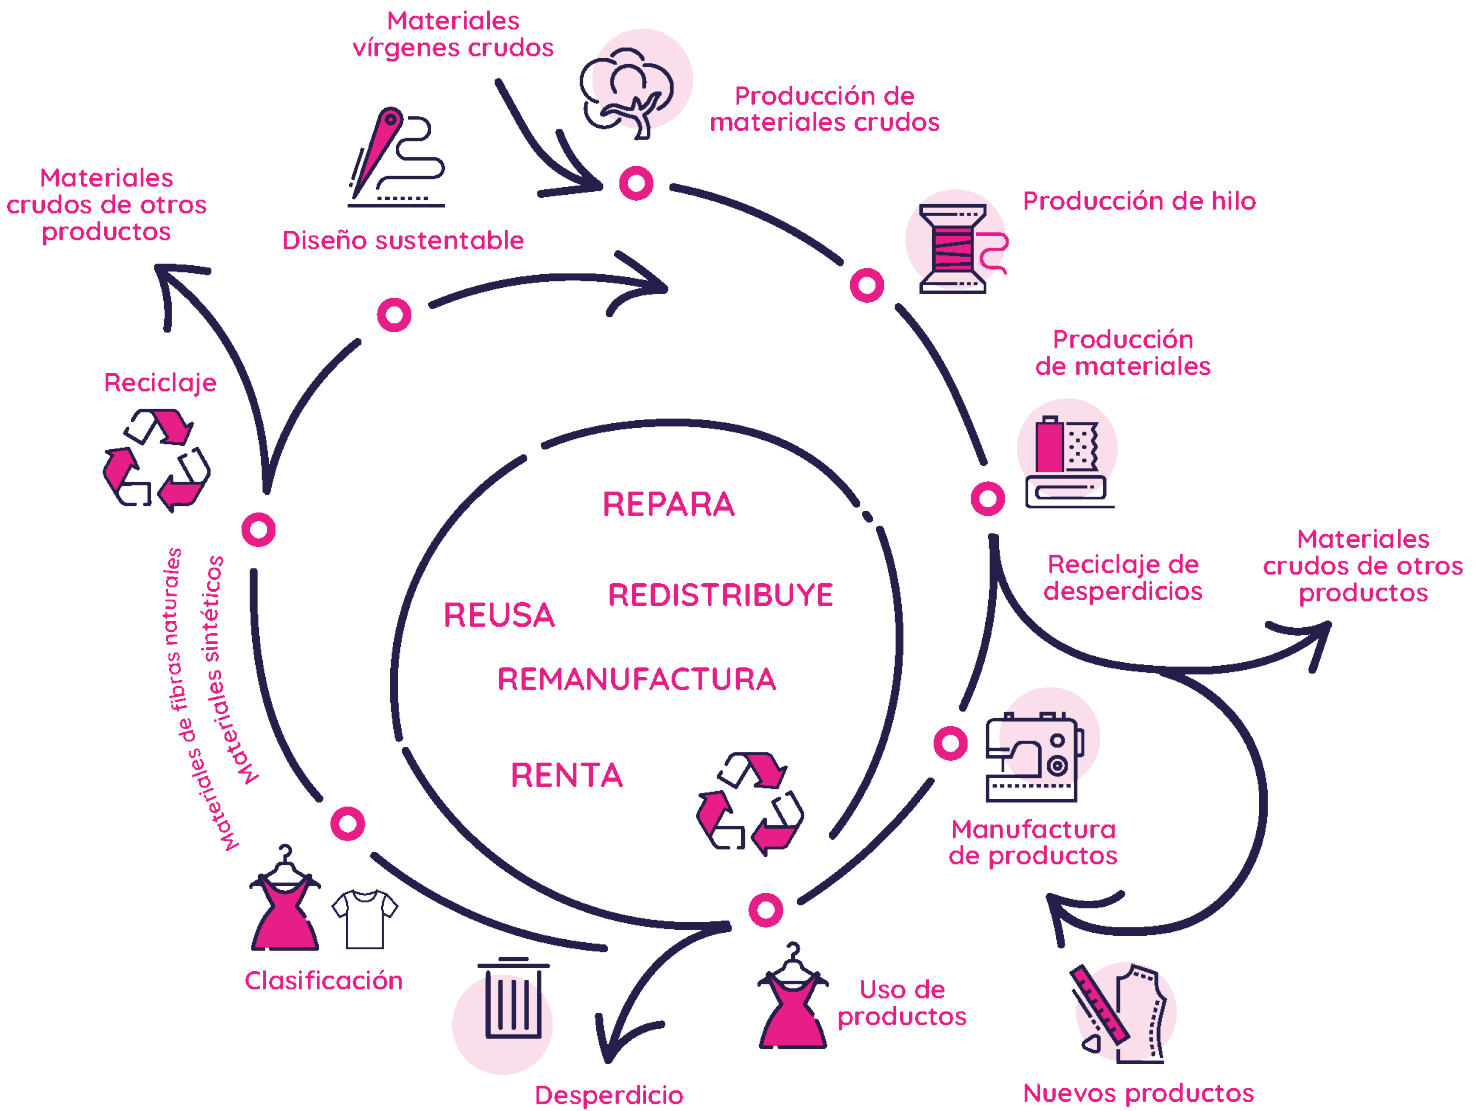 Materiales
vírgenes crudos
Producción de
materiales crudos
Producción de hilo
Producción
de materiales
Reciclaje de
desperdicios
Materiales
crudos de otros
productos
Manufactura
de productos
Nuevos productos
Uso de
productos
Desperdicio
Clasificación
Materiales de fibras naturales
Materiales sintéticos
Reciclaje
Materiales
crudos de otros
productos
Diseño sustentable
REPARA
REDISTRIBUYE
REUSA
REMANUFACTURA
RENTA